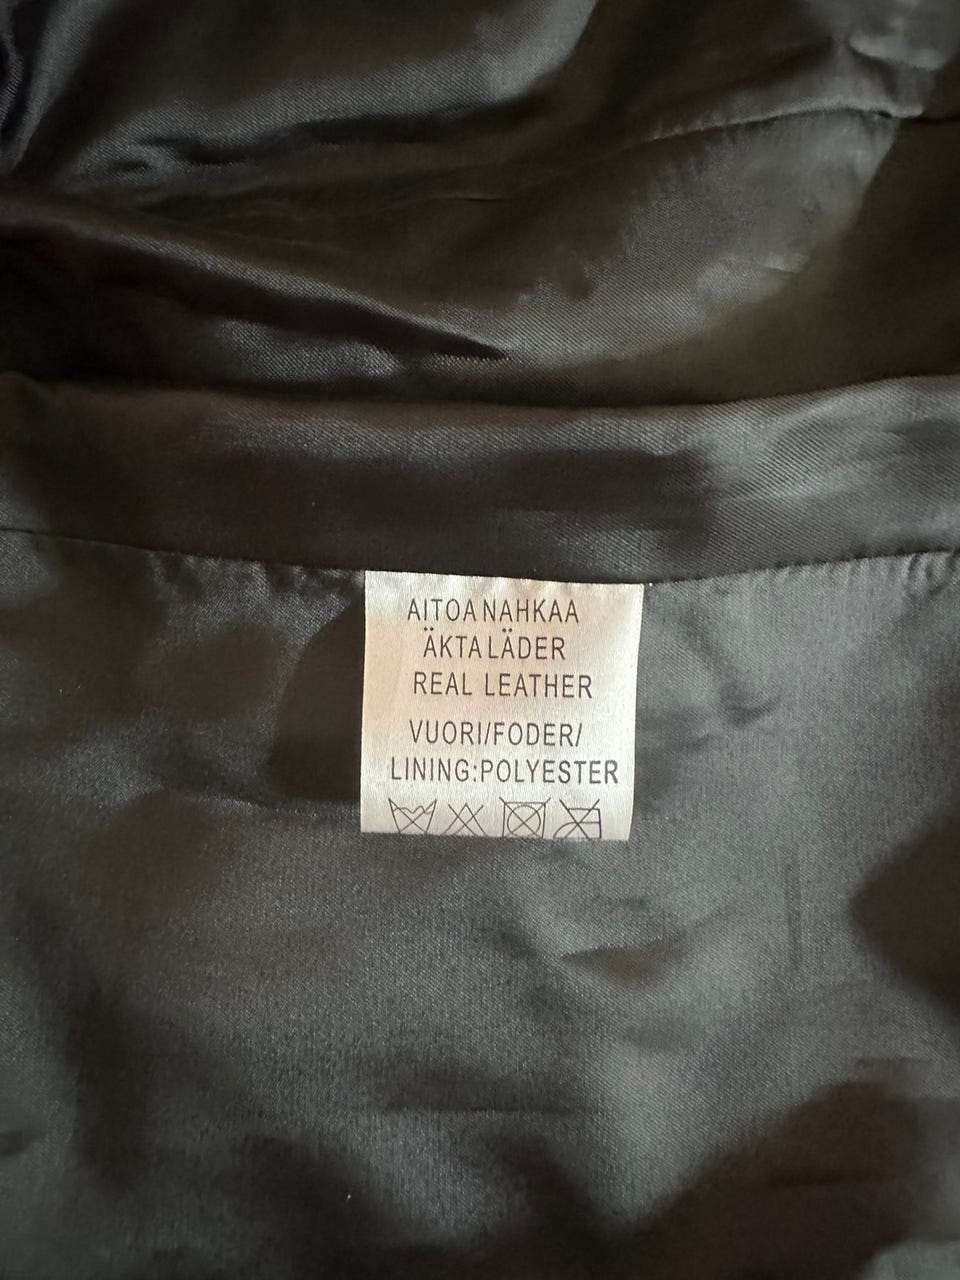 AITOA NAHKAA
ÄKTA LÄDER
REAL LEATHER
VUORI/FODER/
LINING:POLYESTER